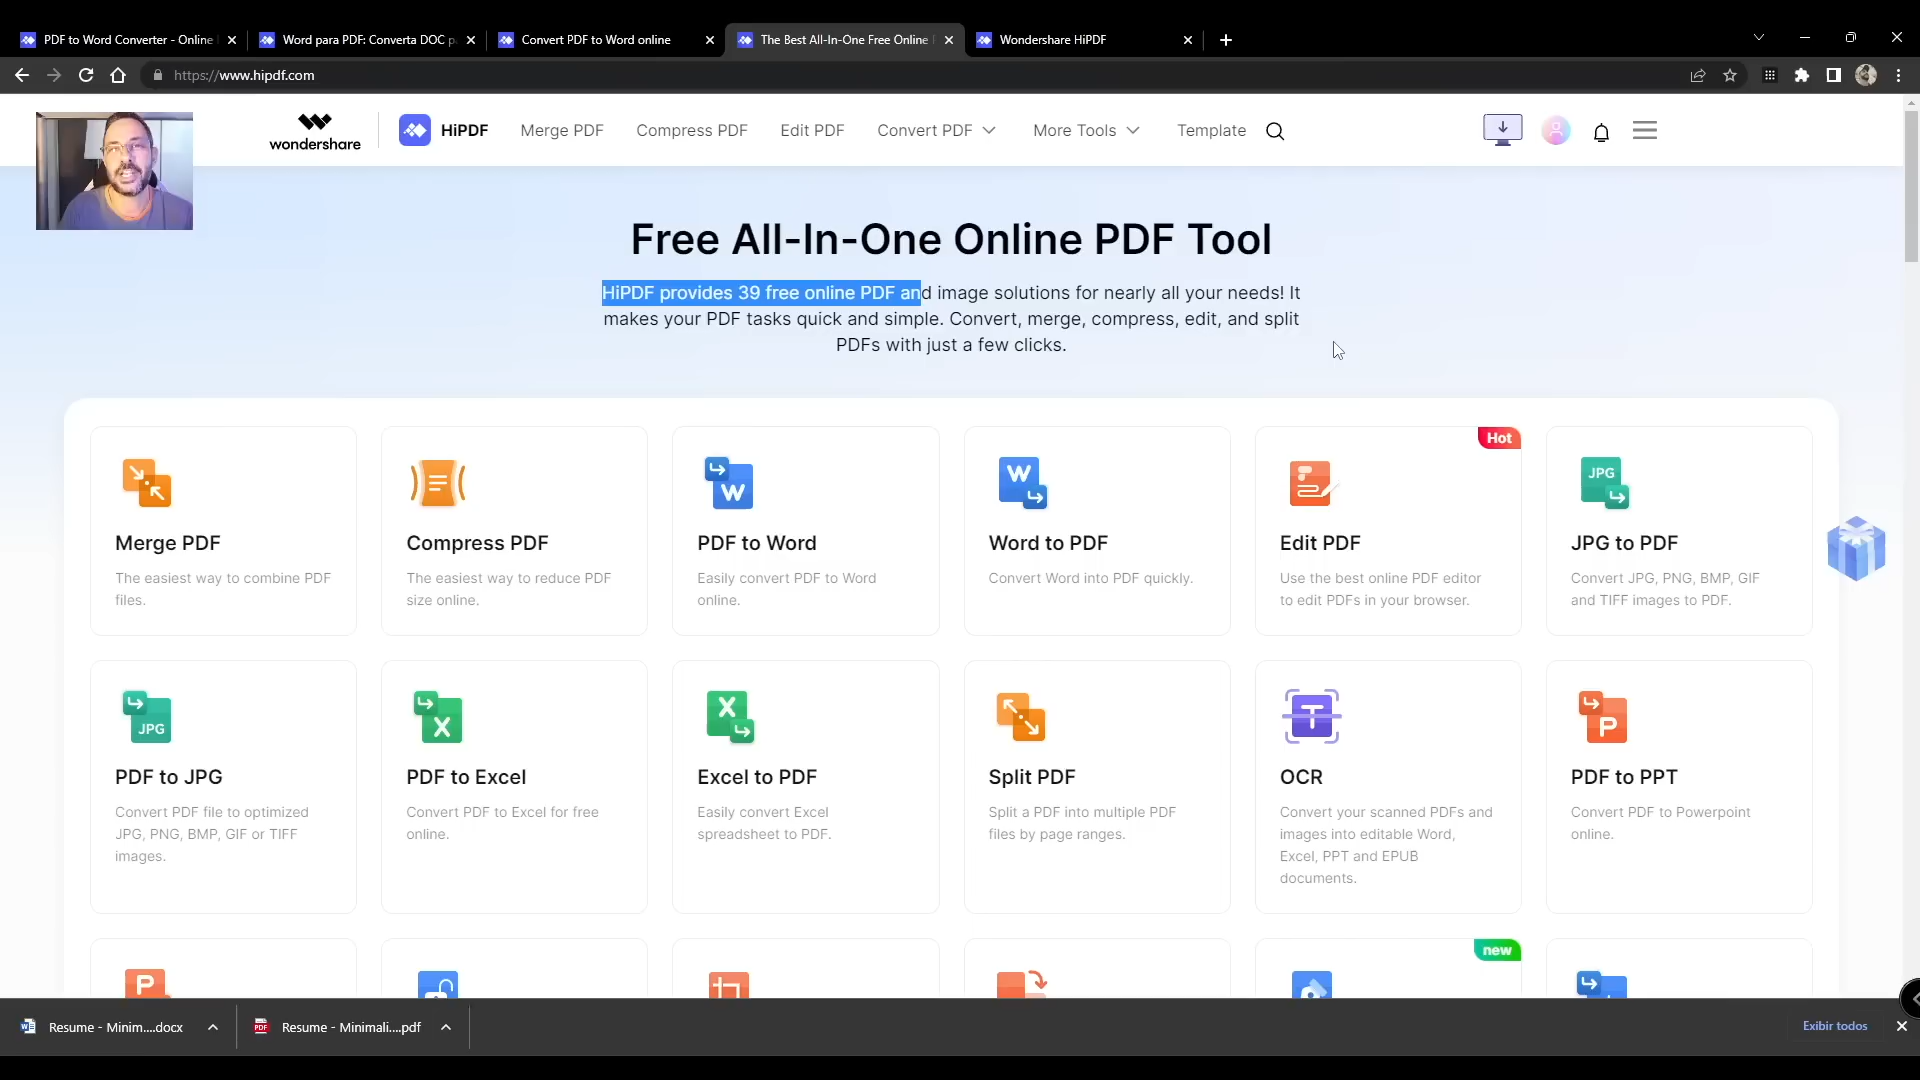 PDF to Word Converter - Online
Word para PDF: Converta DOC p
Convert PDF to Word online
The Best All-In-One Free Online
Wondershare HiPDF
https://www.hipdf.com
wondershare
HiPDF
Merge PDF
Compress PDF
Edit PDF
Convert PDF
More Tools
Template
Free All-In-One Online PDF Tool
HiPDF provides 39 free online PDF and image solutions for nearly all your needs! It
makes your PDF tasks quick and simple. Convert, merge, compress, edit, and split
PDFs with just a few clicks.
Merge PDF
The easiest way to combine PDF
files.
Compress PDF
The easiest way to reduce PDF
size online.
W
PDF to Word
Easily convert PDF to Word
online.
W
Word to PDF
Convert Word into PDF quickly.
Hot
Edit PDF
Use the best online PDF editor
to edit PDFs in your browser.
JPG
JPG to PDF
Convert JPG, PNG, BMP, GIF
and TIFF images to PDF.
JPG
PDF to JPG
Convert PDF file to optimized
JPG, PNG, BMP, GIF or TIFF
images.
X
PDF to Excel
Convert PDF to Excel for free
online.
X
Excel to PDF
Easily convert Excel
spreadsheet to PDF.
Split PDF
Split a PDF into multiple PDF
files by page ranges.
T
OCR
Convert your scanned PDFs and
images into editable Word,
Excel, PPT and EPUB
documents.
P
PDF to PPT
Convert PDF to Powerpoint
online.
P
new
Resume - Minim....docx
PDF
Resume - Minimali....pdf
Exibir todos